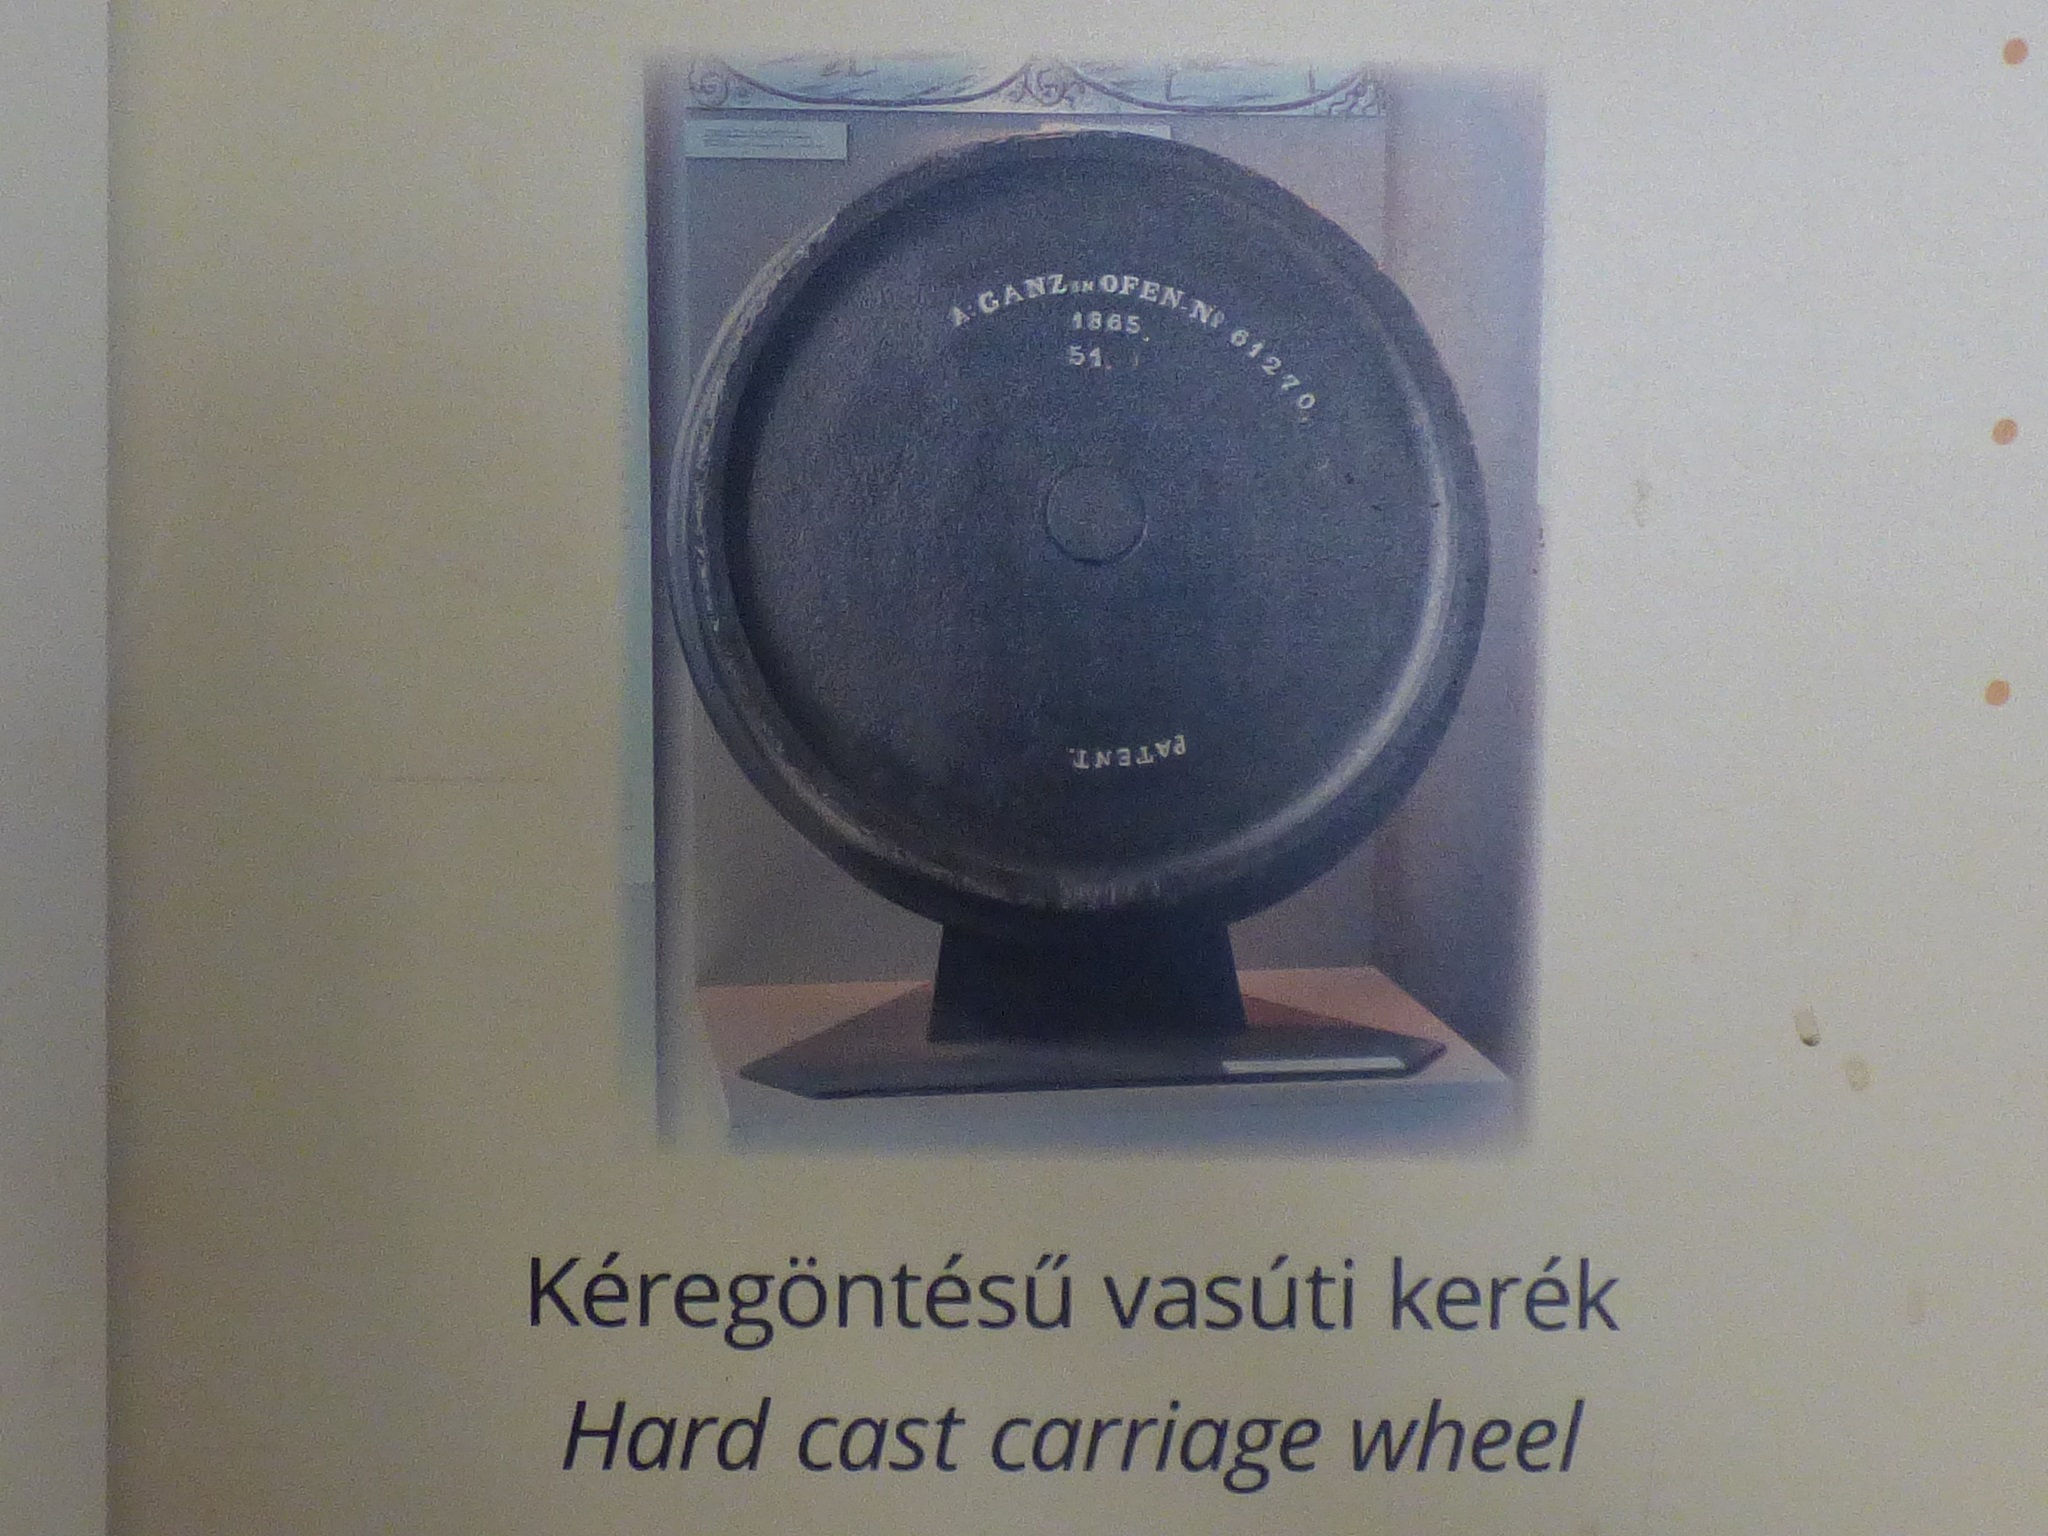 A. GANZ IN OFEN. Nº 61270.
1865.
51.
PATENT.
Kéregöntésű vasúti kerék
Hard cast carriage wheel